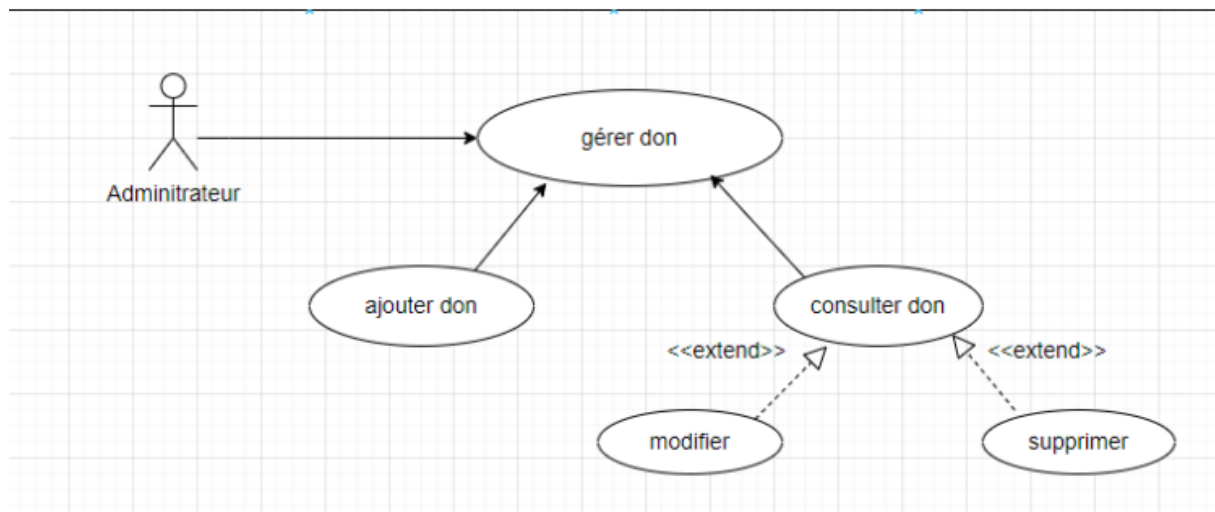 gérer don
Adminitrateur
ajouter don
consulter don
<<extend>>
<<extend>>
modifier
supprimer